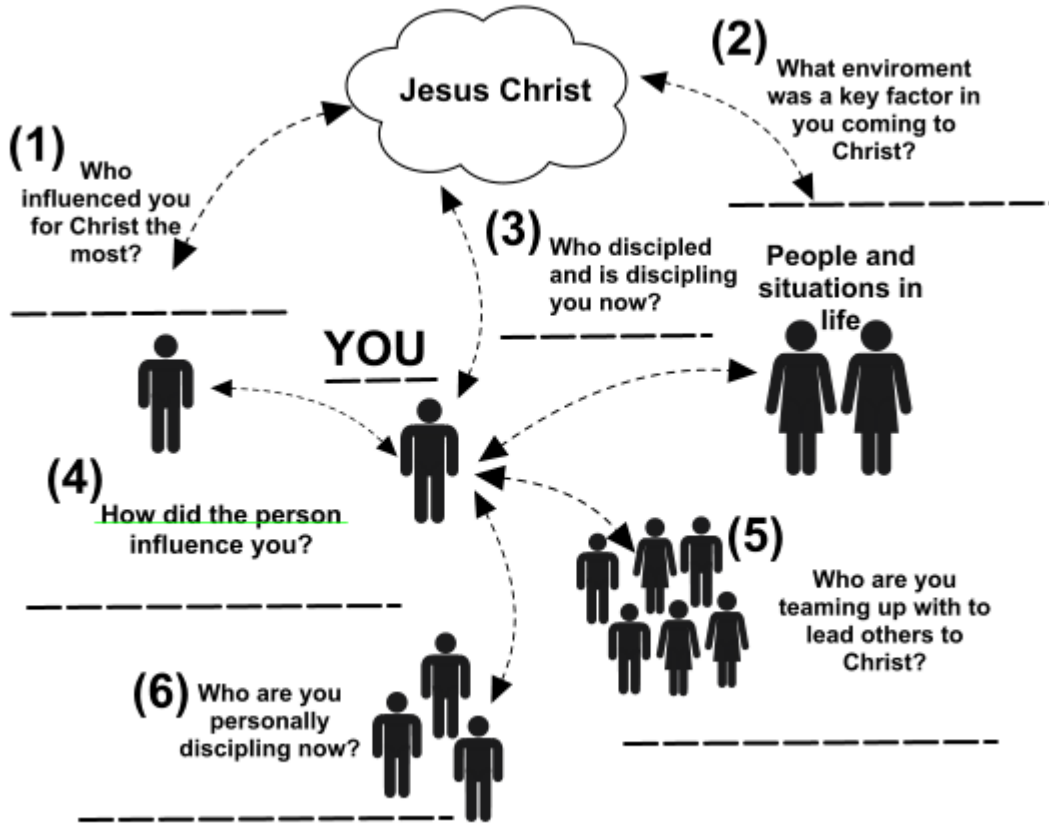 Jesus Christ
(1)
Who
influenced you
for Christ the
most?
(2)
What enviroment
was a key factor in
you coming to
Christ?
(3)
Who discipled
and is discipling
you now?
People and
situations in
life
YOU
(4)
How did the person
influence you?
(5)
Who are you
teaming up with to
lead others to
Christ?
(6)
Who are you
personally
discipling now?